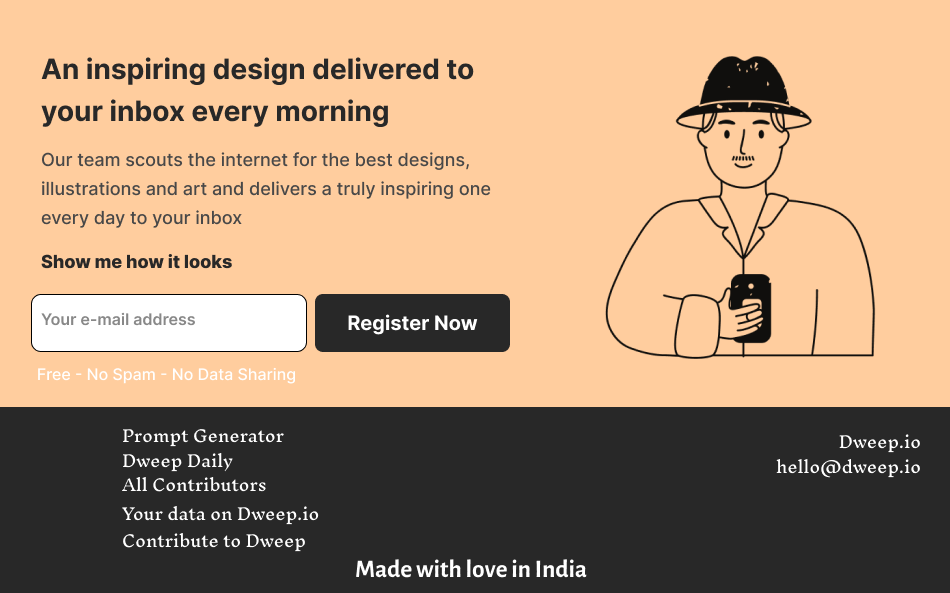 An inspiring design delivered to
your inbox every morning
Our team scouts the internet for the best designs,
illustrations and art and delivers a truly inspiring one
every day to your inbox
Show me how it looks
Your e-mail address
Register Now
Free - No Spam - No Data Sharing
Prompt Generator
Dweep Daily
All Contributors
Your data on Dweep.io
Contribute to Dweep
Dweep.io
hello@dweep.io
Made with love in India